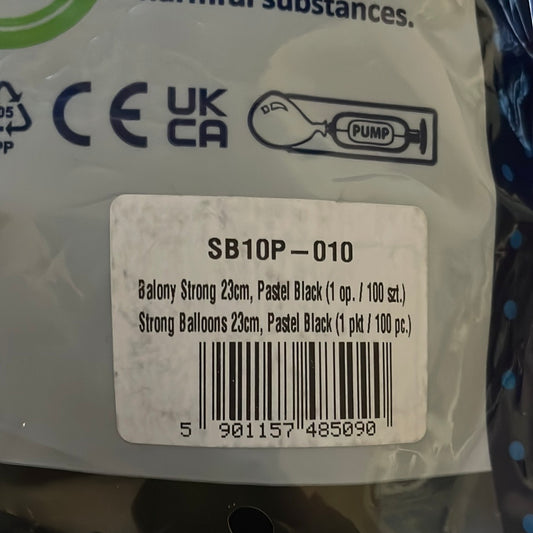 harmful substances.
05
PP
CE
UK
CA
PUMP
SB10P-010
Balony Strong 23cm, Pastel Black (1 op. / 100 szt.)
Strong Balloons 23cm, Pastel Black (1 pkt / 100 pc.)
5 901157 485090